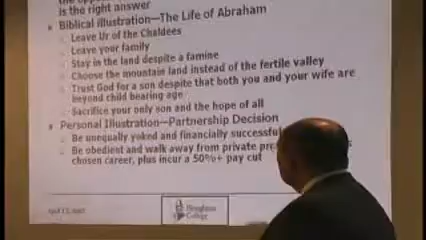 is the right answer
Biblical illustration—The Life of Abraham
Leave Ur of the Chaldees
Leave your family
Stay in the land despite a famine
Choose the mountain land instead of the fertile valley
Trust God for a son despite that both you and your wife are
beyond child bearing age
Sacrifice your only son and the hope of all
Personal Illustration—Partnership Decision
Be unequally yoked and financially successful
Be obedient and walk away from private
chosen career, plus incur a 50%+ pay cut
Houghton
College